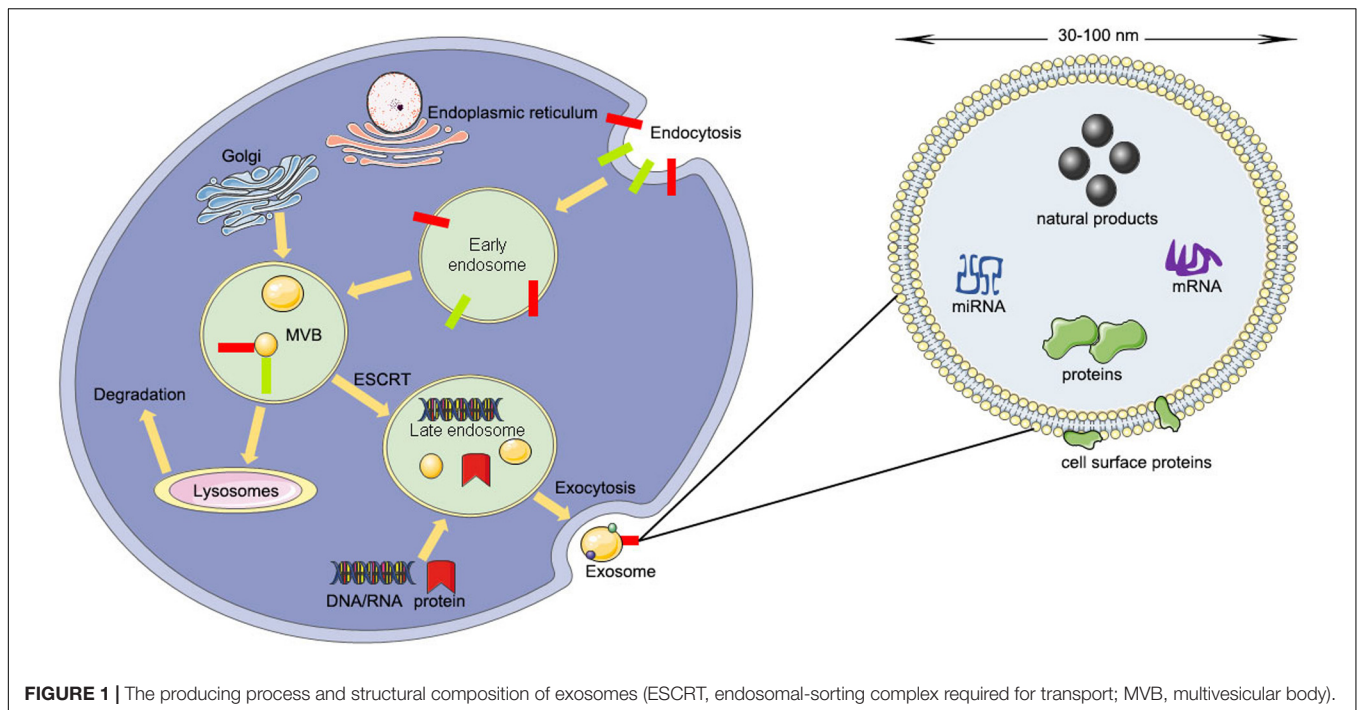 30-100 nm
Endoplasmic reticulum
Endocytosis
Golgi
natural products
Early
endosome
miRNA
mRNA
MVB
proteins
ESCRT
Degradation
Late endosome
cell surface proteins
Lysosomes
Exocytosis
Exosome
DNA/RNA protein
FIGURE 1 | The producing process and structural composition of exosomes (ESCRT, endosomal-sorting complex required for transport; MVB, multivesicular body).